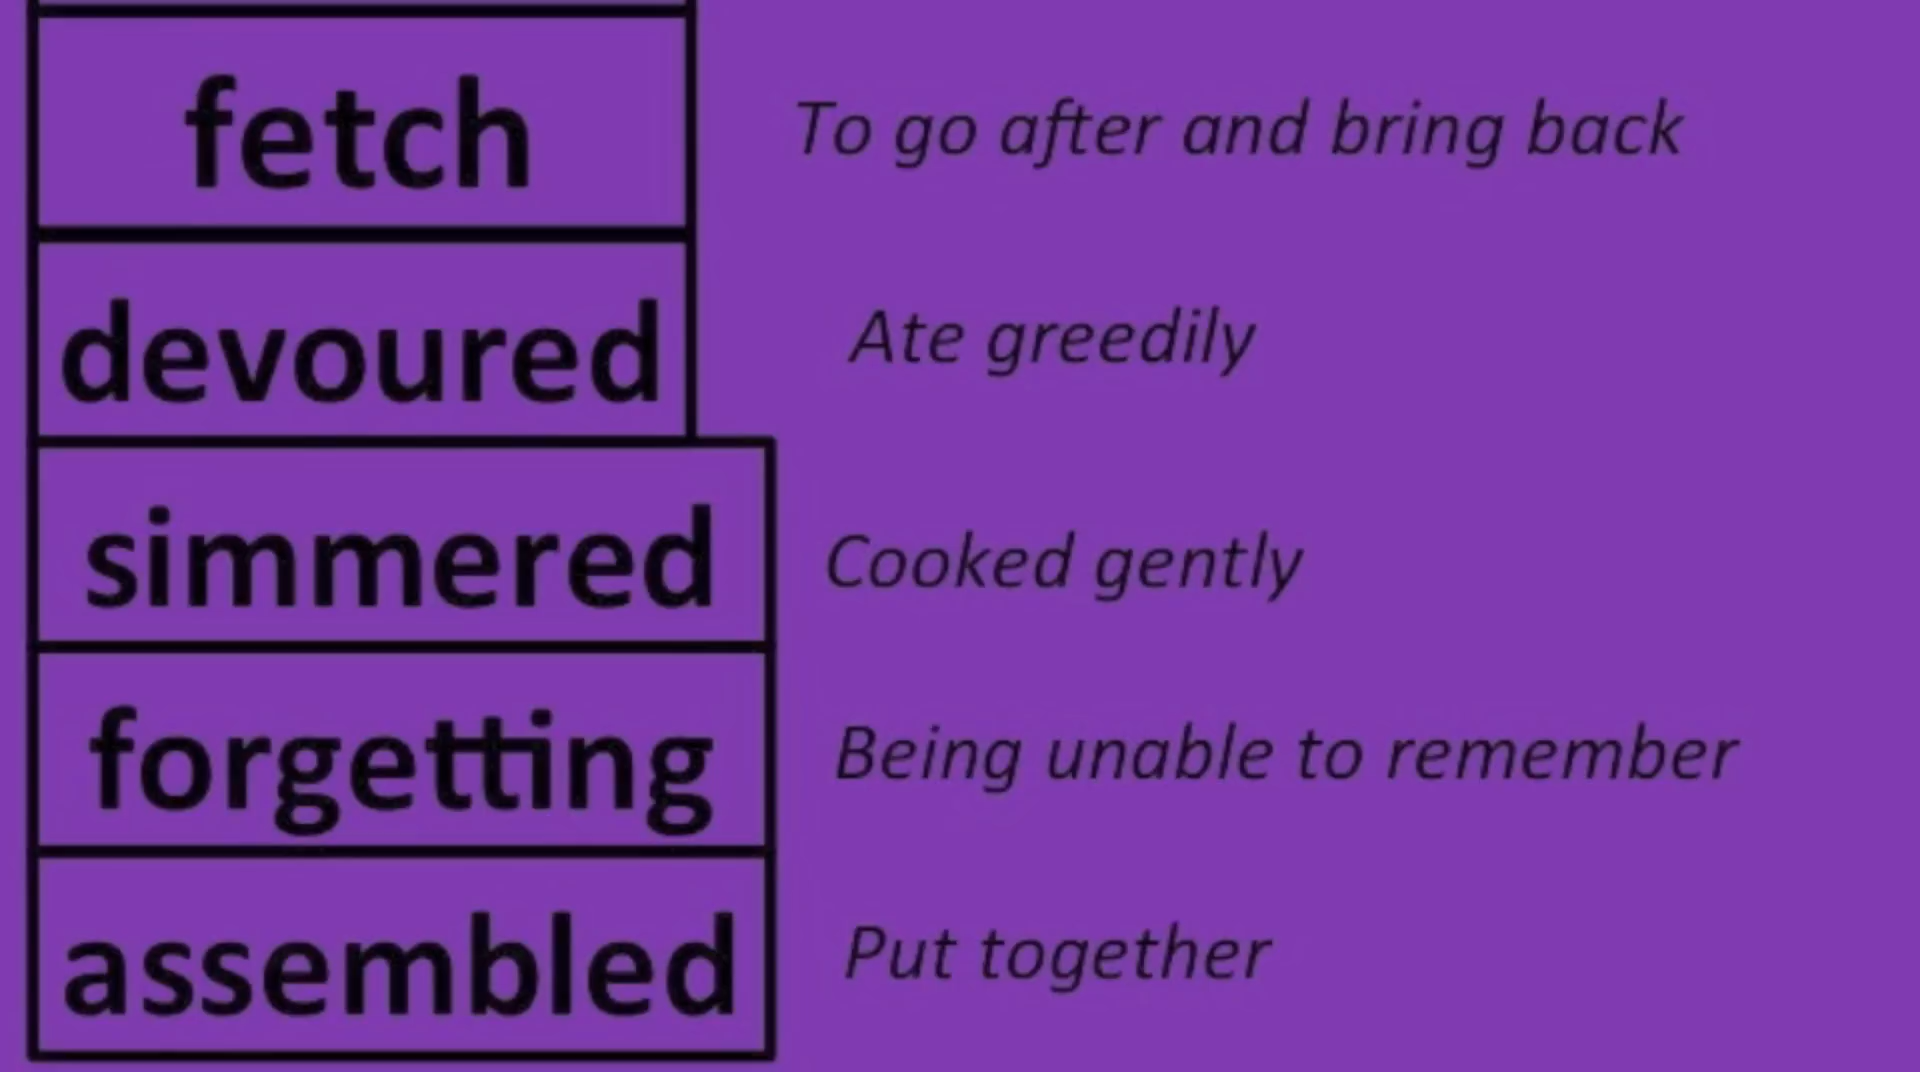 fetch To go after and bring back
devoured Ate greedily
simmered Cooked gently
forgetting Being unable to remember
assembled Put together